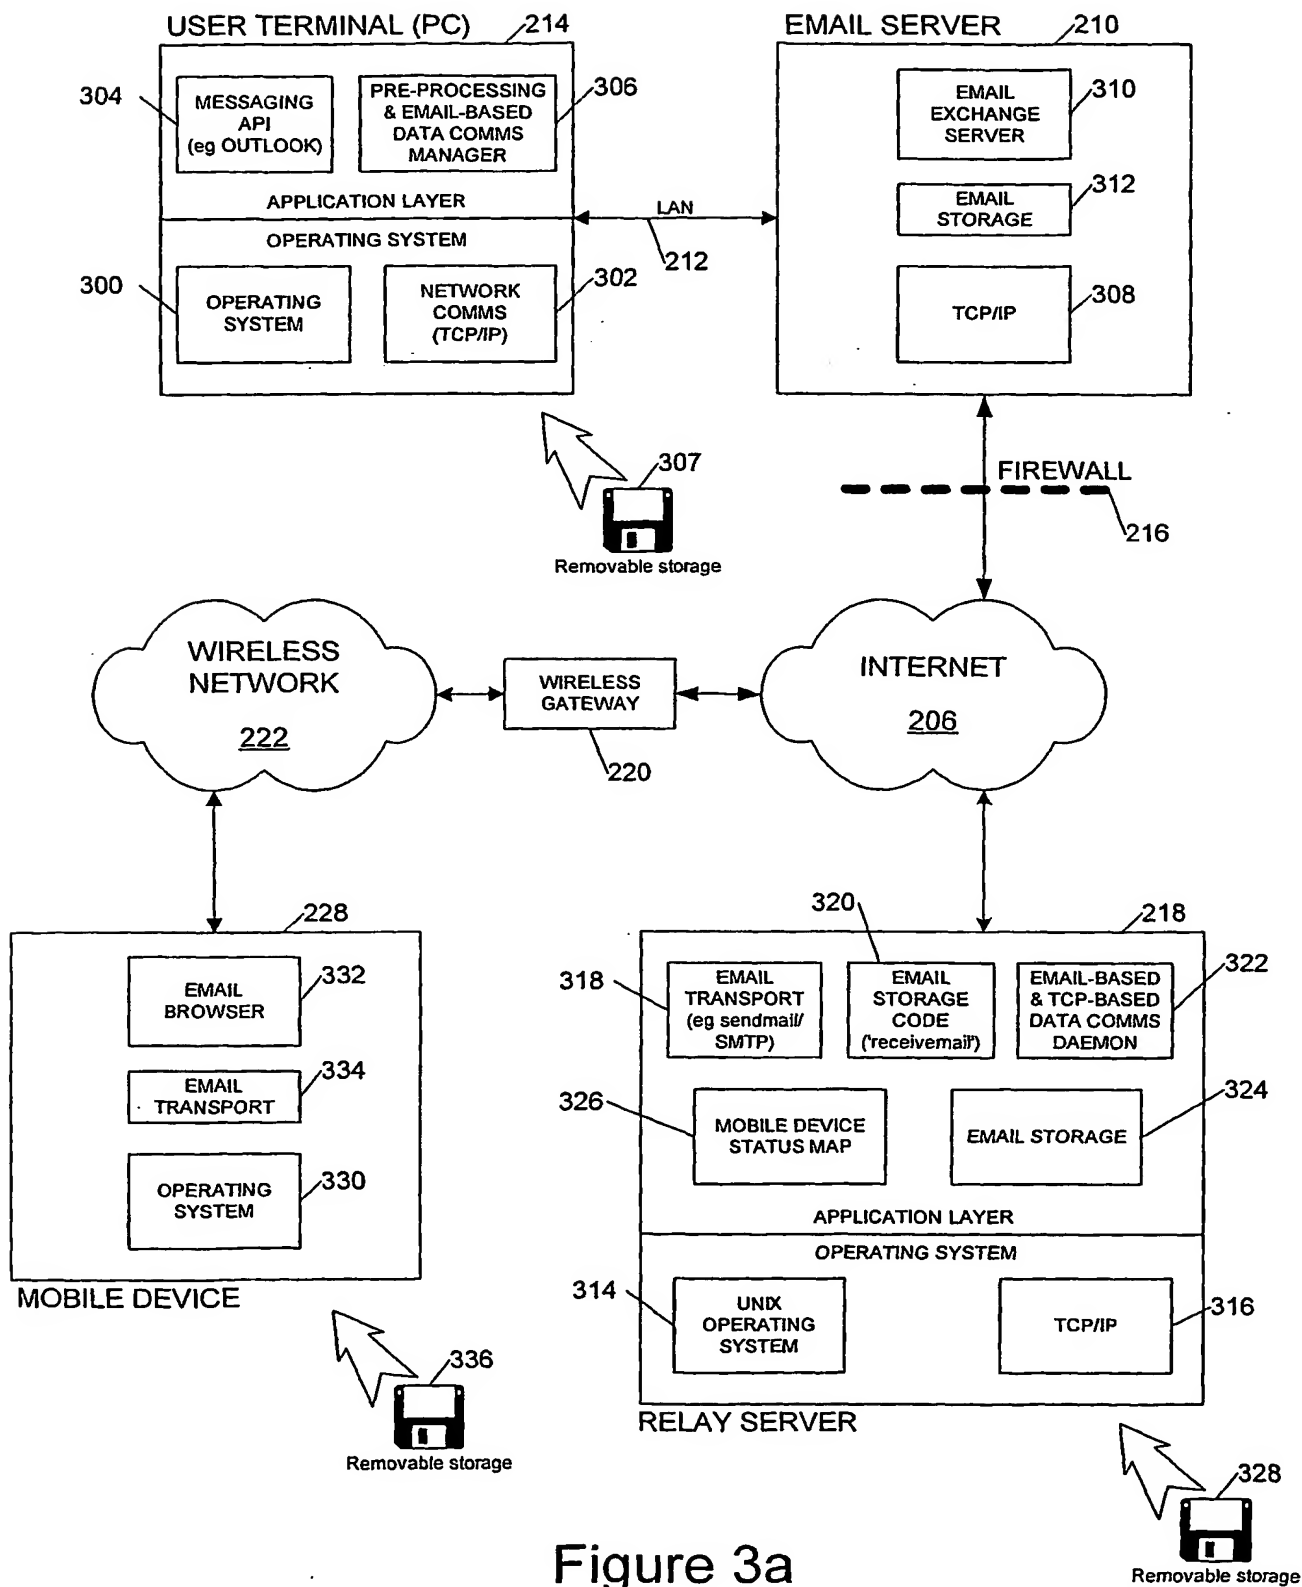 USER TERMINAL (PC)
214
EMAIL SERVER
210
304
MESSAGING
API
(eg OUTLOOK)
PRE-PROCESSING
& EMAIL-BASED
DATA COMMS
MANAGER
306
EMAIL
EXCHANGE
SERVER
310
APPLICATION LAYER
LAN
EMAIL
STORAGE
312
OPERATING SYSTEM
212
300
OPERATING
SYSTEM
NETWORK
COMMS
(TCP/IP)
302
TCP/IP
308
307
Removable storage
FIREWALL
216
WIRELESS
NETWORK
222
WIRELESS
GATEWAY
220
INTERNET
206
228
EMAIL
BROWSER
332
EMAIL
TRANSPORT
334
OPERATING
SYSTEM
330
MOBILE DEVICE
336
Removable storage
320
218
318
EMAIL
TRANSPORT
(eg sendmail/
SMTP)
EMAIL
STORAGE
CODE
('receivemail')
EMAIL-BASED
& TCP-BASED
DATA COMMS
DAEMON
322
326
MOBILE DEVICE
STATUS MAP
EMAIL STORAGE
324
APPLICATION LAYER
OPERATING SYSTEM
314
UNIX
OPERATING
SYSTEM
TCP/IP
316
RELAY SERVER
328
Removable storage
Figure 3a